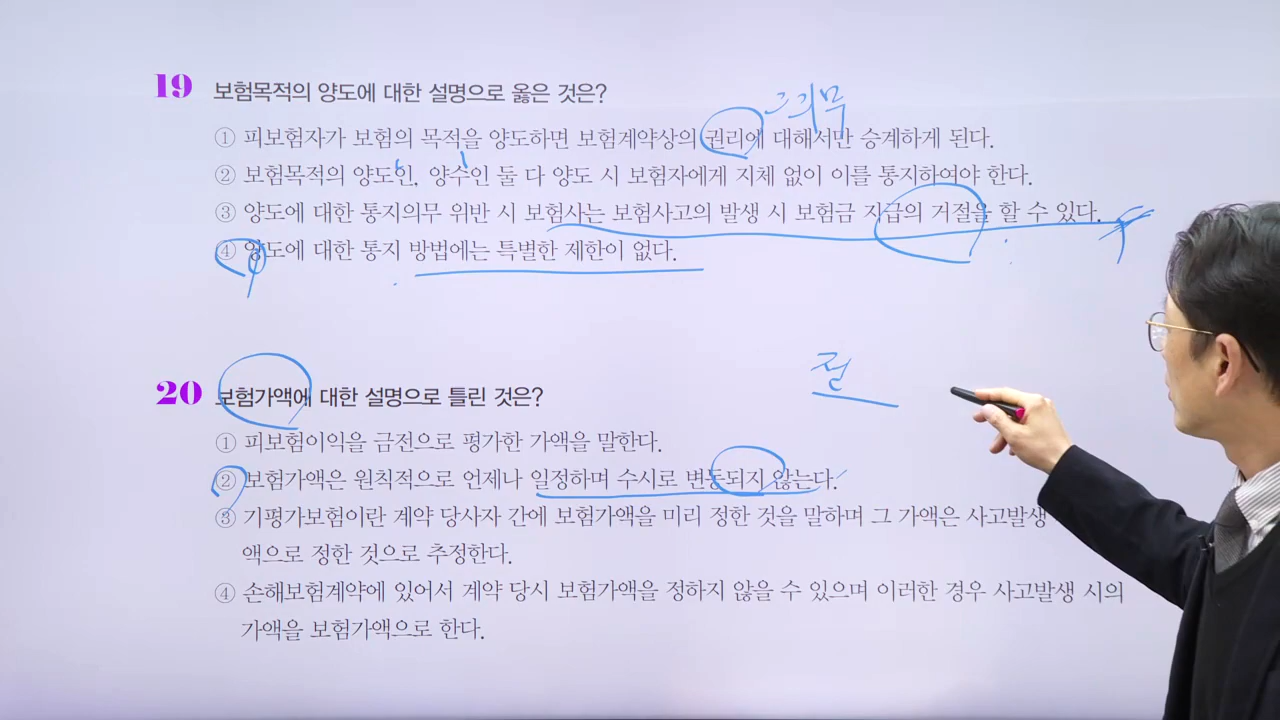 19 보험목적의 양도에 대한 설명으로 옳은 것은?
의무
① 피보험자가 보험의 목적을 양도하면 보험계약상의 권리에 대해서만 승계하게 된다.
② 보험목적의 양도인, 양수인 둘 다 양도 시 보험자에게 지체 없이 이를 통지하여야 한다.
③ 양도에 대한 통지의무 위반 시 보험사는 보험사고의 발생 시 보험금 지급의 거절을 할 수 있다.
④ 양도에 대한 통지 방법에는 특별한 제한이 없다.
20 보험가액에 대한 설명으로 틀린 것은?
① 피보험이익을 금전으로 평가한 가액을 말한다.
② 보험가액은 원칙적으로 언제나 일정하며 수시로 변동되지 않는다.
③ 기평가보험이란 계약 당사자 간에 보험가액을 미리 정한 것을 말하며 그 가액은 사고발생
액으로 정한 것으로 추정한다.
④ 손해보험계약에 있어서 계약 당시 보험가액을 정하지 않을 수 있으며 이러한 경우 사고발생 시의
가액을 보험가액으로 한다.